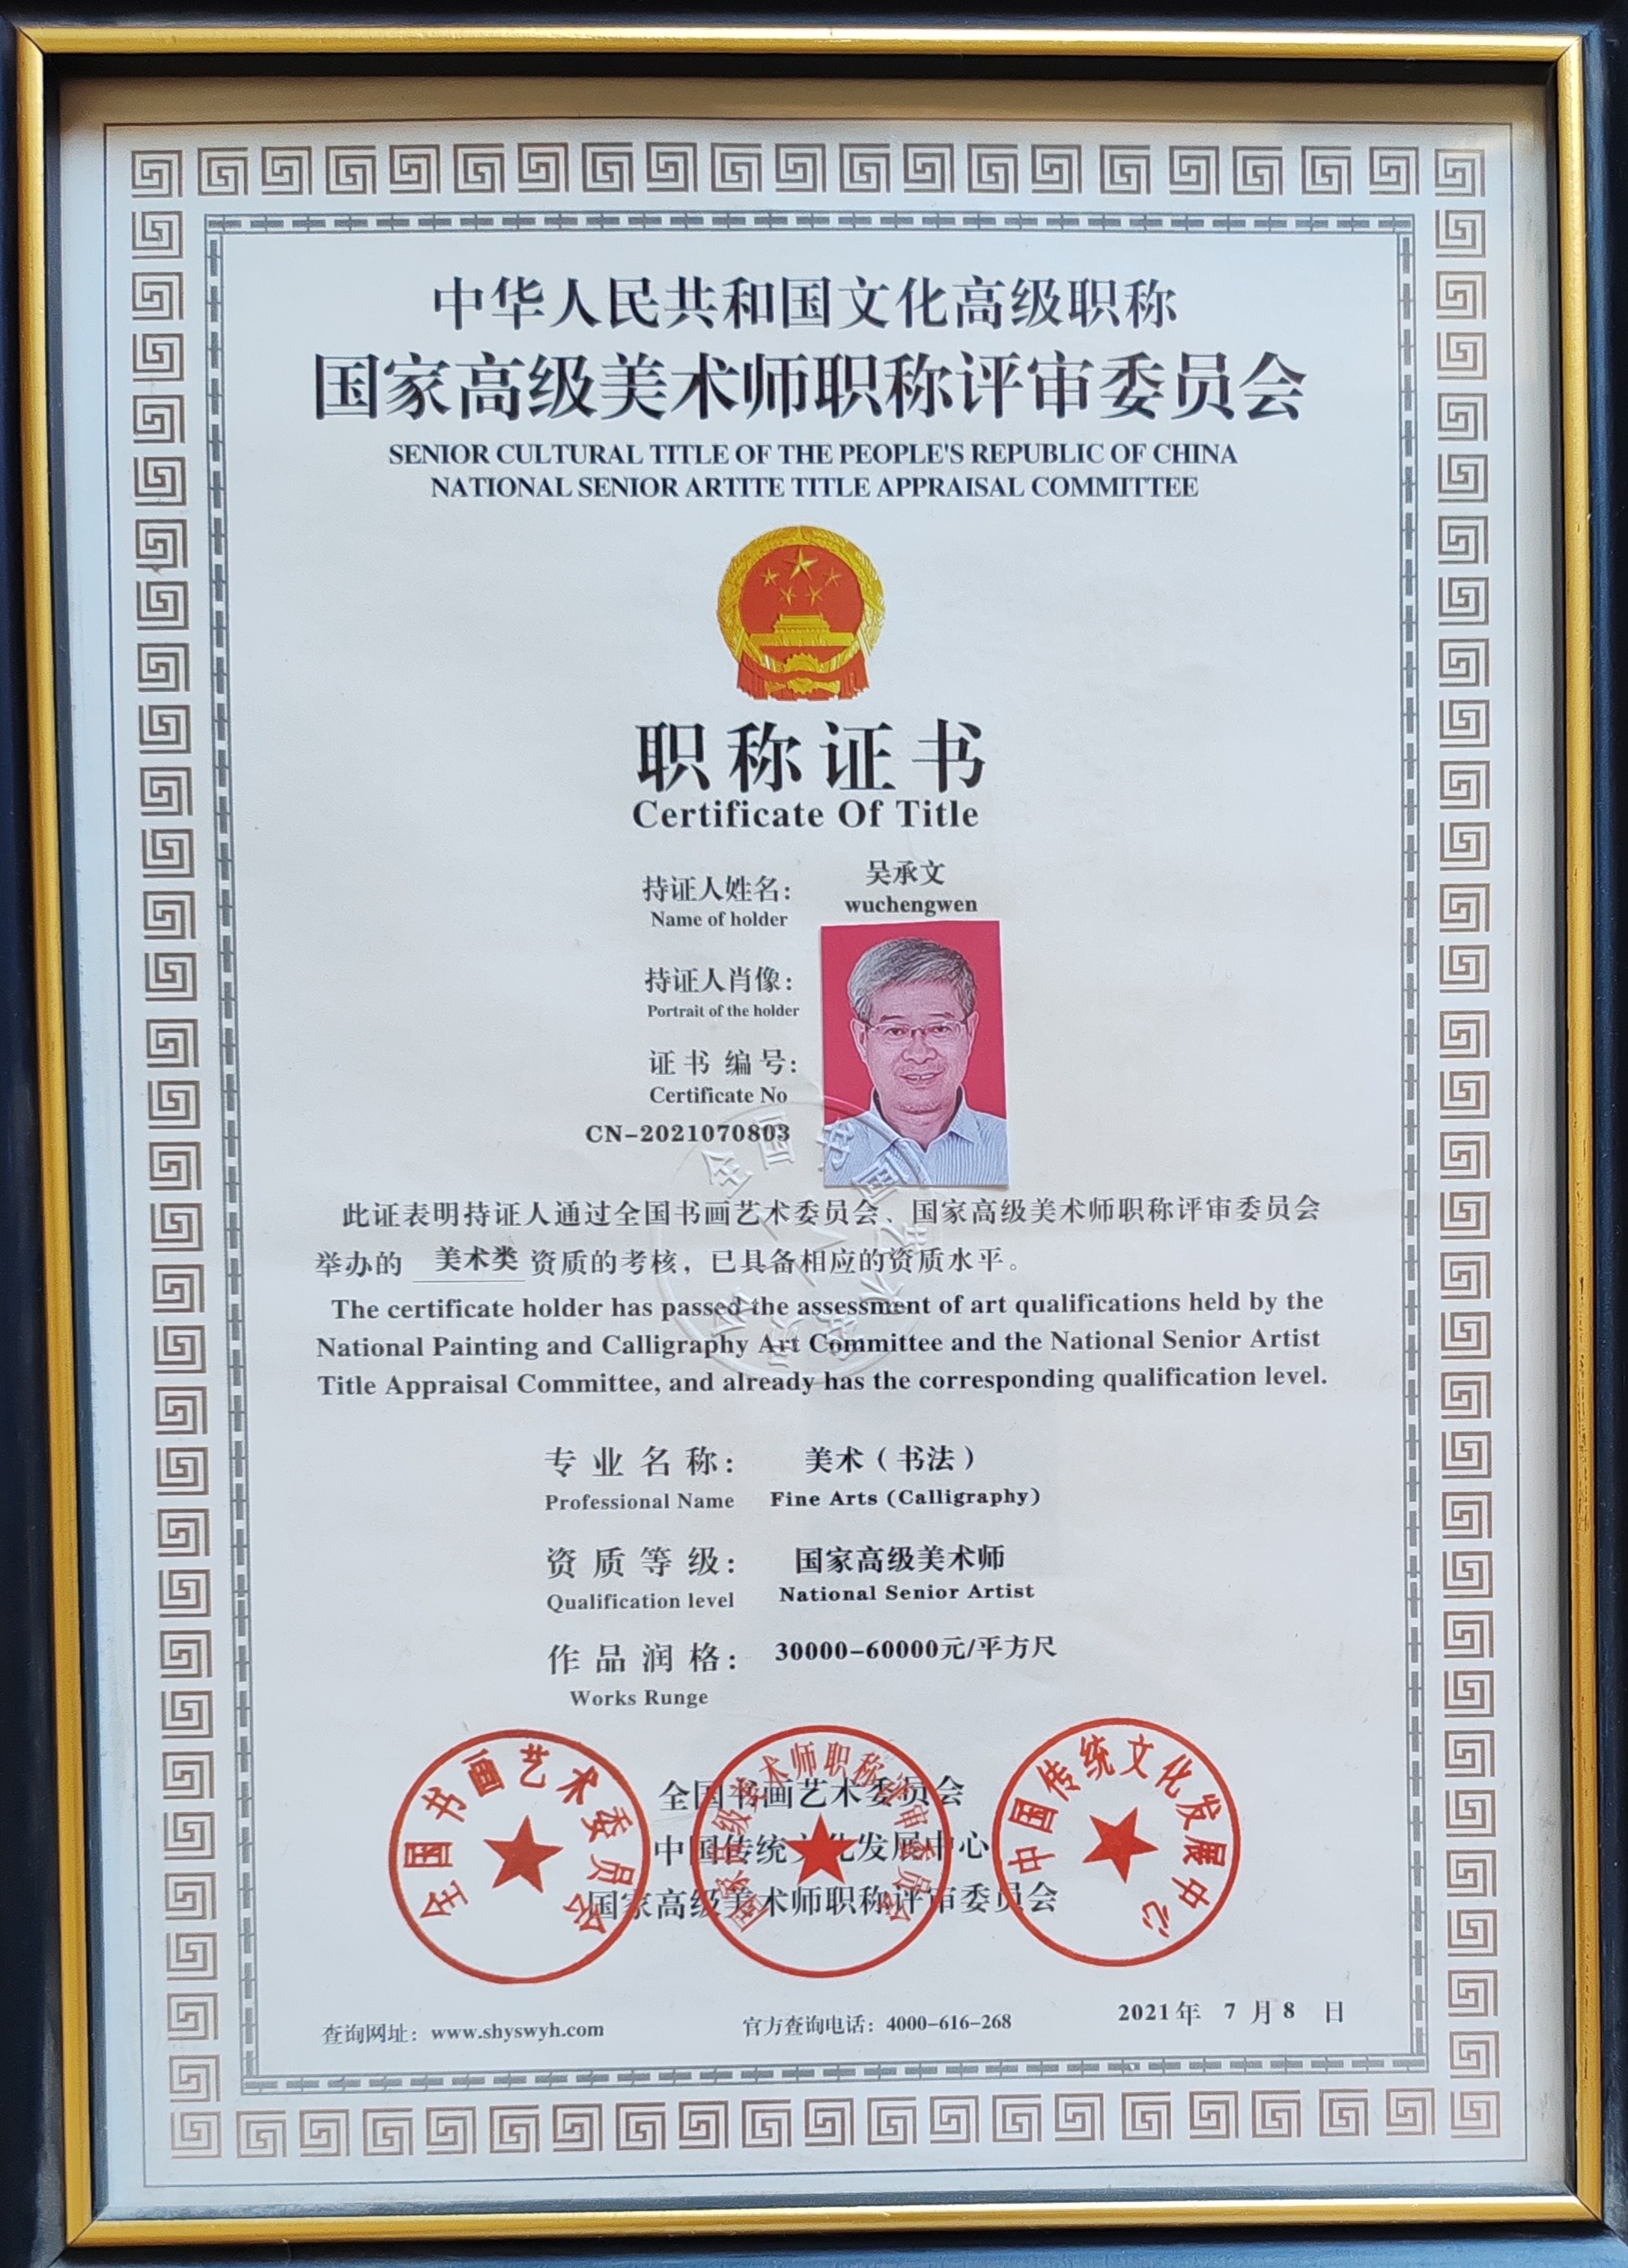 中华人民共和国文化高级职称
国家高级美术师职称评审委员会
SENIOR CULTURAL TITLE OF THE PEOPLE'S REPUBLIC OF CHINA
NATIONAL SENIOR ARTITE TITLE APPRAISAL COMMITTEE
职称证书
Certificate Of Title
持证人姓名： 吴承文
Name of holder wuchengwen
持证人肖像：
Portrait of the holder
证书编号：
Certificate No
CN-2021070803
此证表明持证人通过全国书画艺术委员会、国家高级美术师职称评审委员会
举办的 美术类 资质的考核，已具备相应的资质水平。
The certificate holder has passed the assessment of art qualifications held by the
National Painting and Calligraphy Art Committee and the National Senior Artist
Title Appraisal Committee, and already has the corresponding qualification level.
专业名称： 美术（书法）
Professional Name Fine Arts (Calligraphy)
资质等级： 国家高级美术师
Qualification level National Senior Artist
作品润格： 30000-60000元/平方尺
Works Runge
全国书画艺术委员会
国家高级美术师职称评审委员会
中国传统文化发展中心
全国书画艺术委员会
中国传统文化发展中心
国家高级美术师职称评审委员会
查询网址：www.shyswyh.com 官方查询电话：4000-616-268 2021年 7 月 8 日